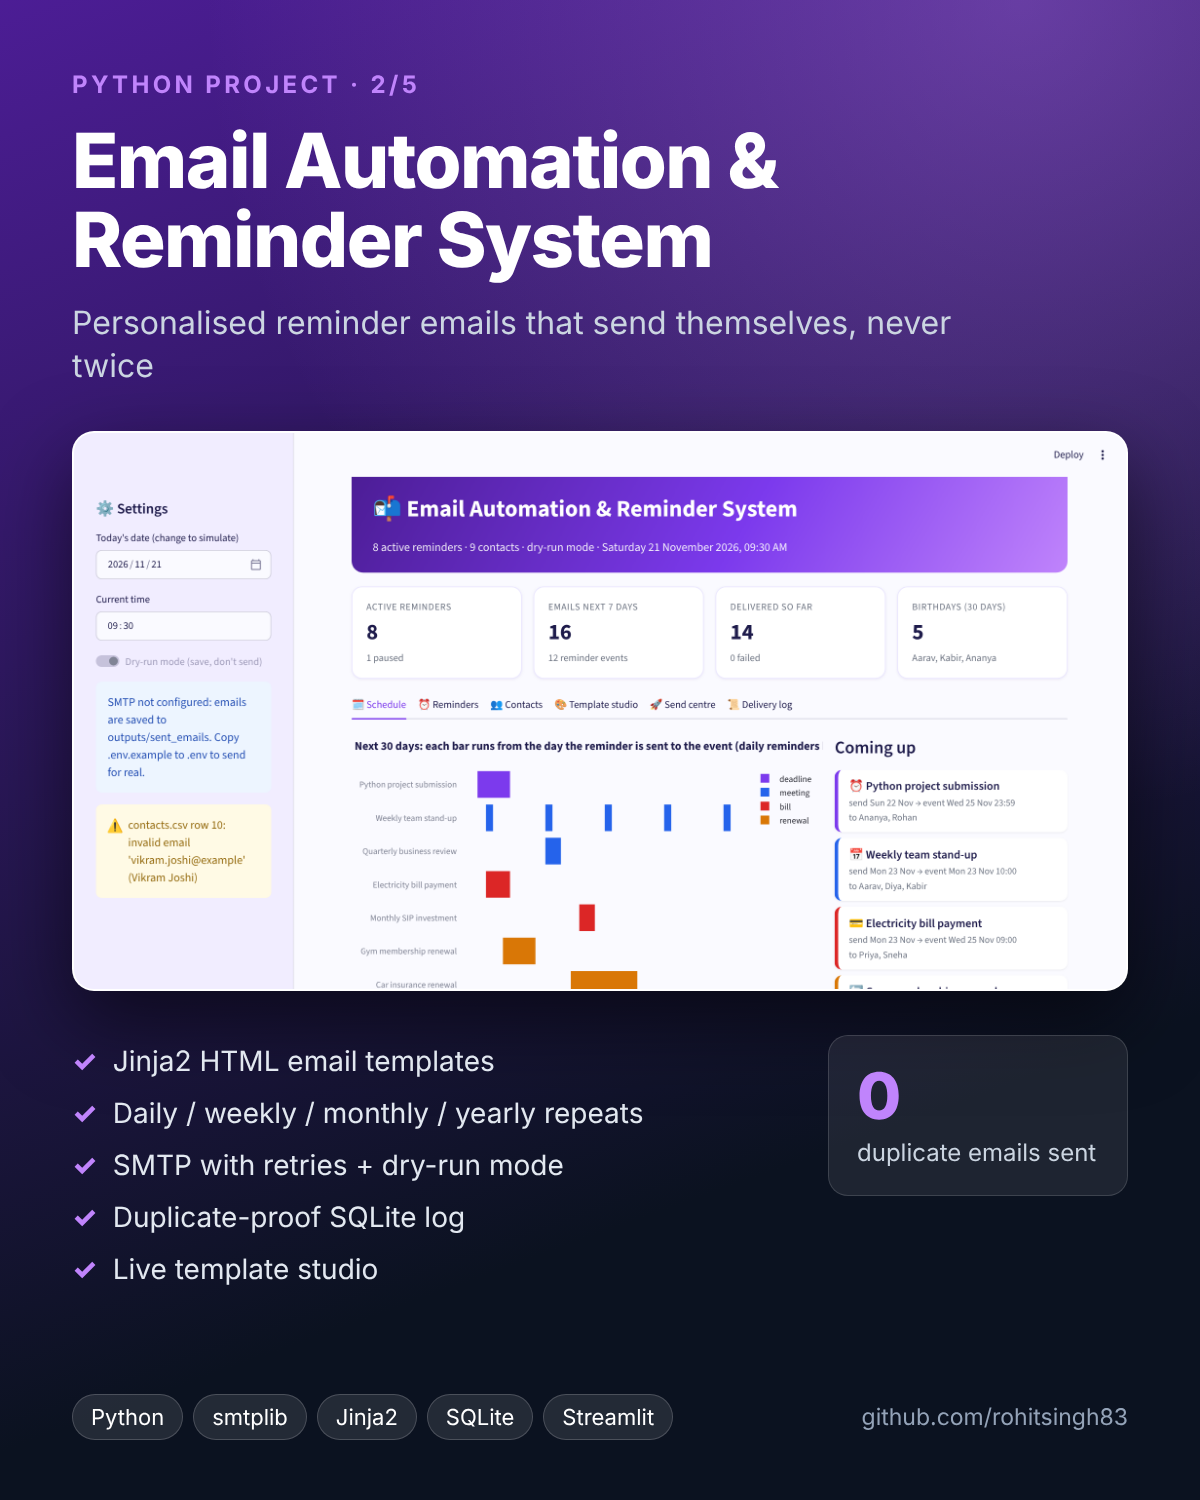 PYTHON PROJECT · 2/5
Email Automation &
Reminder System
Personalised reminder emails that send themselves, never
twice
Deploy
⚙️ Settings
Today's date (change to simulate)
2026/11/21
Current time
09:30
Dry-run mode (save, don't send)
SMTP not configured: emails
are saved to
outputs/sent_emails. Copy
.env.example to .env to send
for real.
⚠️ contacts.csv row 10:
invalid email
'vikram.joshi@example'
(Vikram Joshi)
📬 Email Automation & Reminder System
8 active reminders · 9 contacts · dry-run mode · Saturday 21 November 2026, 09:30 AM
ACTIVE REMINDERS
8
1 paused
EMAILS NEXT 7 DAYS
16
12 reminder events
DELIVERED SO FAR
14
0 failed
BIRTHDAYS (30 DAYS)
5
Aarav, Kabir, Ananya
🗓️ Schedule ⏰ Reminders 👥 Contacts 🎨 Template studio 🚀 Send centre 📜 Delivery log
Next 30 days: each bar runs from the day the reminder is sent to the event (daily reminders
Python project submission
Weekly team stand-up
Quarterly business review
Electricity bill payment
Monthly SIP investment
Gym membership renewal
Car insurance renewal
deadline
meeting
bill
renewal
Coming up
⏰ Python project submission
send Sun 22 Nov → event Wed 25 Nov 23:59
to Ananya, Rohan
📅 Weekly team stand-up
send Mon 23 Nov → event Mon 23 Nov 10:00
to Aarav, Diya, Kabir
💳 Electricity bill payment
send Mon 23 Nov → event Wed 25 Nov 09:00
to Priya, Sneha
✓ Jinja2 HTML email templates
✓ Daily / weekly / monthly / yearly repeats
✓ SMTP with retries + dry-run mode
✓ Duplicate-proof SQLite log
✓ Live template studio
0
duplicate emails sent
Python smtplib Jinja2 SQLite Streamlit
github.com/rohitsingh83